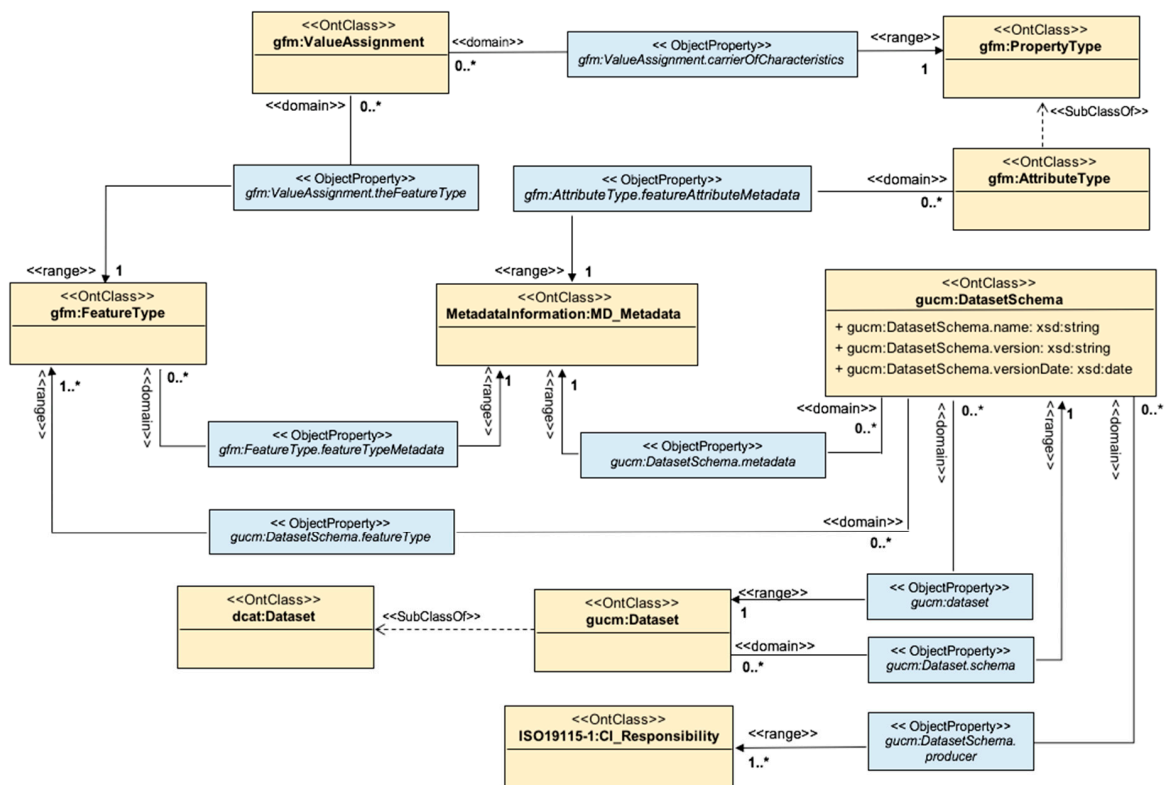 <<OntClass>>
gfm:ValueAssignment
<<domain>>
0..*
<< ObjectProperty>>
gfm:ValueAssignment.carrierOfCharacteristics
<<range>>
1
<<OntClass>>
gfm:PropertyType
<<domain>>
0..*
<<SubClassOf>>
<< ObjectProperty>>
gfm:ValueAssignment.theFeatureType
<< ObjectProperty>>
gfm:AttributeType.featureAttributeMetadata
<<domain>>
0..*
<<OntClass>>
gfm:AttributeType
<<range>>
1
<<range>>
1
<<OntClass>>
gfm:FeatureType
<<OntClass>>
MetadataInformation:MD_Metadata
<<OntClass>>
gucm:DatasetSchema
+ gucm:DatasetSchema.name: xsd:string
+ gucm:DatasetSchema.version: xsd:string
+ gucm:DatasetSchema.versionDate: xsd:date
<<range>>
1..*
<<domain>>
0..*
<<range>>
1
<<range>>
1
<<domain>>
0..*
<<domain>>
0..*
<<range>>
1
<<domain>>
0..*
<< ObjectProperty>>
gfm:FeatureType.featureTypeMetadata
<< ObjectProperty>>
gucm:DatasetSchema.metadata
<< ObjectProperty>>
gucm:DatasetSchema.featureType
<<domain>>
0..*
<<OntClass>>
dcat:Dataset
<<SubClassOf>>
<<OntClass>>
gucm:Dataset
<<range>>
1
<< ObjectProperty>>
gucm:dataset
<<domain>>
0..*
<< ObjectProperty>>
gucm:Dataset.schema
<<OntClass>>
ISO19115-1:CI_Responsibility
<<range>>
1..*
<< ObjectProperty>>
gucm:DatasetSchema.
producer